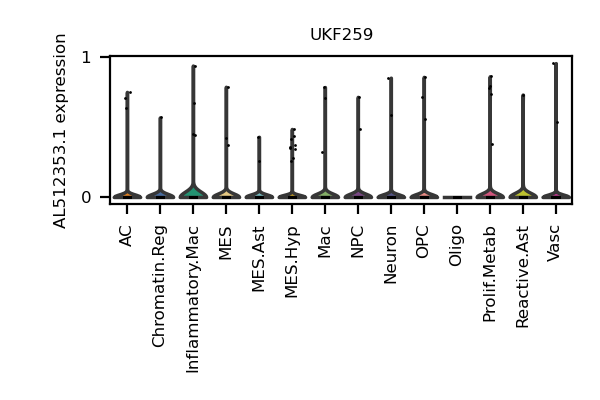 UKF259
AL512353.1 expression
1
0
AC
Chromatin.Reg
Inflammatory.Mac
MES
MES.Ast
MES.Hyp
Mac
NPC
Neuron
OPC
Oligo
Prolif.Metab
Reactive.Ast
Vasc